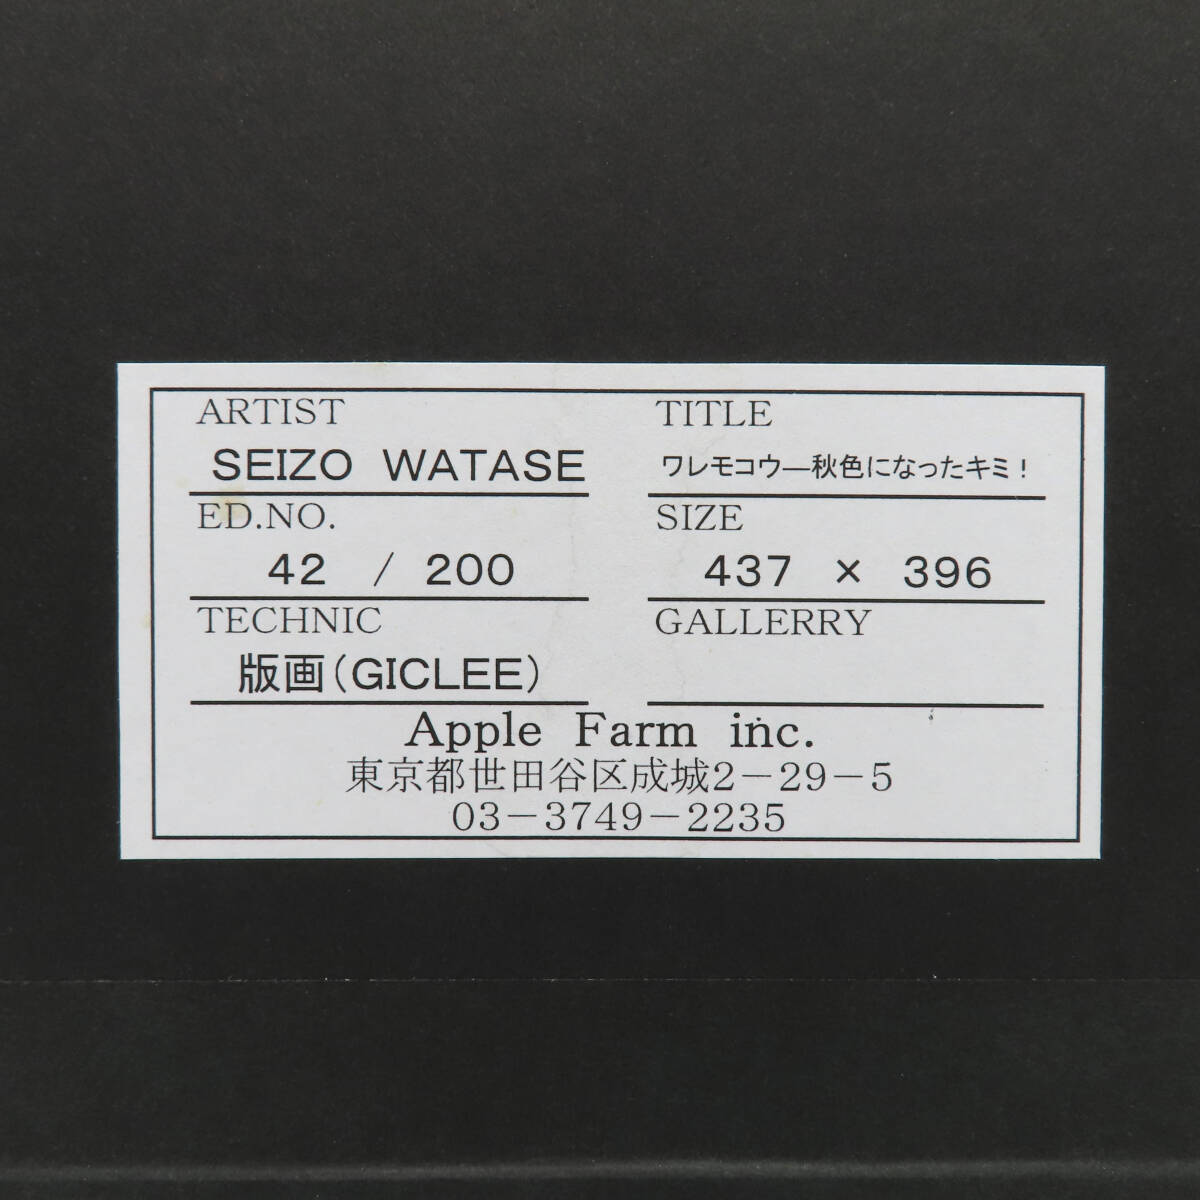 ARTIST
SEIZO WATASE
TITLE
ワレモコウ―秋色になったキミ！
ED.NO.
42 / 200
SIZE
437 × 396
TECHNIC
版画(GICLEE)
GALLERRY
Apple Farm inc.
東京都世田谷区成城2－29－5
03－3749－2235